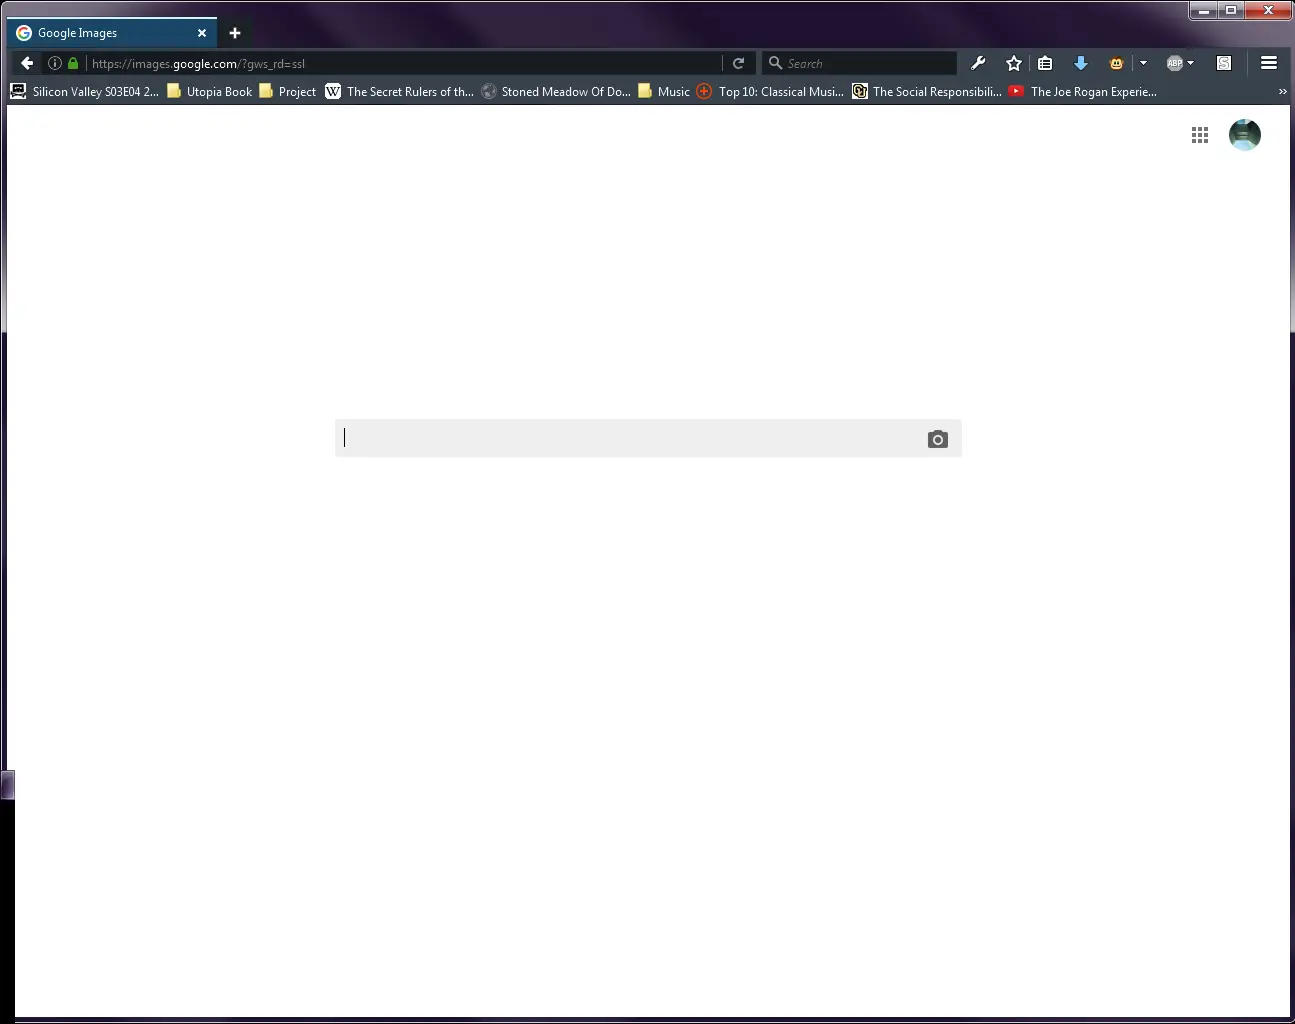 Google Images
https://images.google.com/?gws_rd=ssl
Search
ABP
S
Silicon Valley S03E04 2...
Utopia Book
Project
W
The Secret Rulers of th...
Stoned Meadow Of Do...
Music
Top 10: Classical Musi...
The Social Responsibili...
The Joe Rogan Experie...